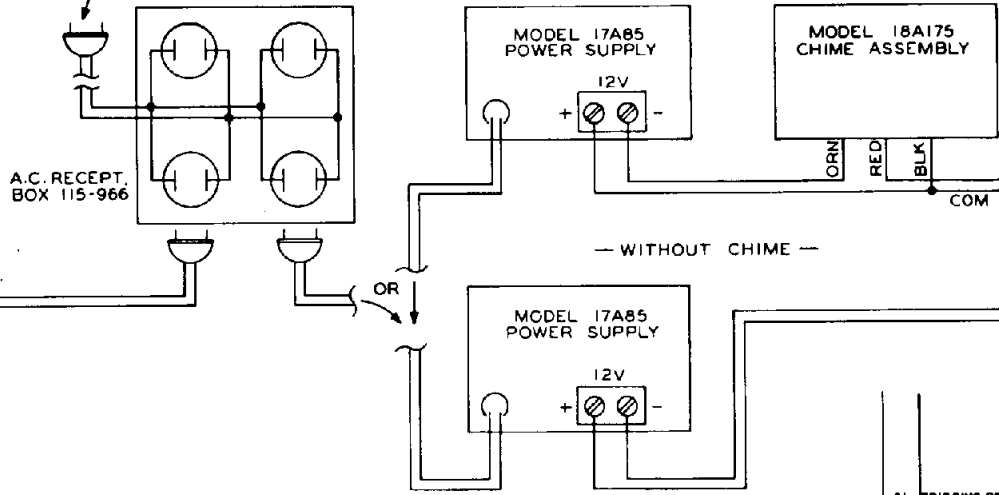 MODEL 17A85
POWER SUPPLY
12V
+ -
MODEL 18A175
CHIME ASSEMBLY
ORN
RED
BLK
COM
A.C. RECEPT.
BOX 115-966
— WITHOUT CHIME —
OR
MODEL 17A85
POWER SUPPLY
12V
+ -